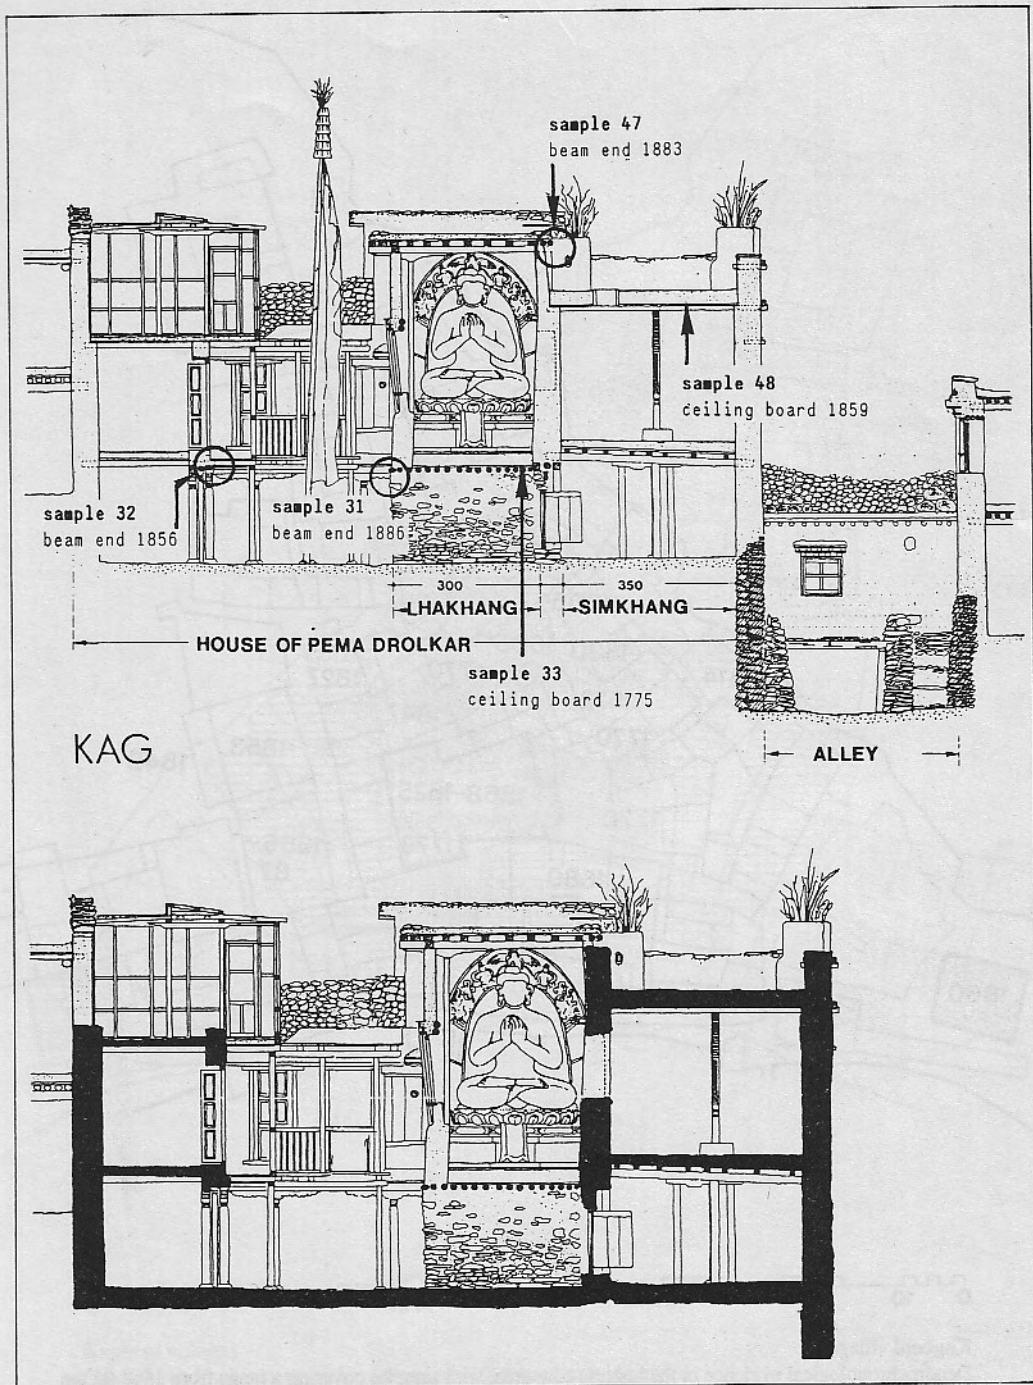 sample 47
beam end 1883
sample 48
ceiling board 1859
sample 32
beam end 1856
sample 31
beam end 1886
300
350
LHAKHANG
SIMKHANG
HOUSE OF PEMA DROLKAR
sample 33
ceiling board 1775
KAG
ALLEY